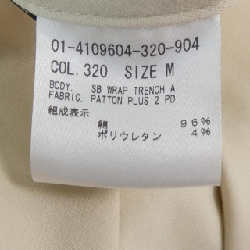 01-4109604-320-904
COL. 320 SIZE M
BODY. SB WRAP TRENCH A
FABRIC. PATTON PLUS 2 PD
組成表示
絹 96%
ポリウレタン 4%